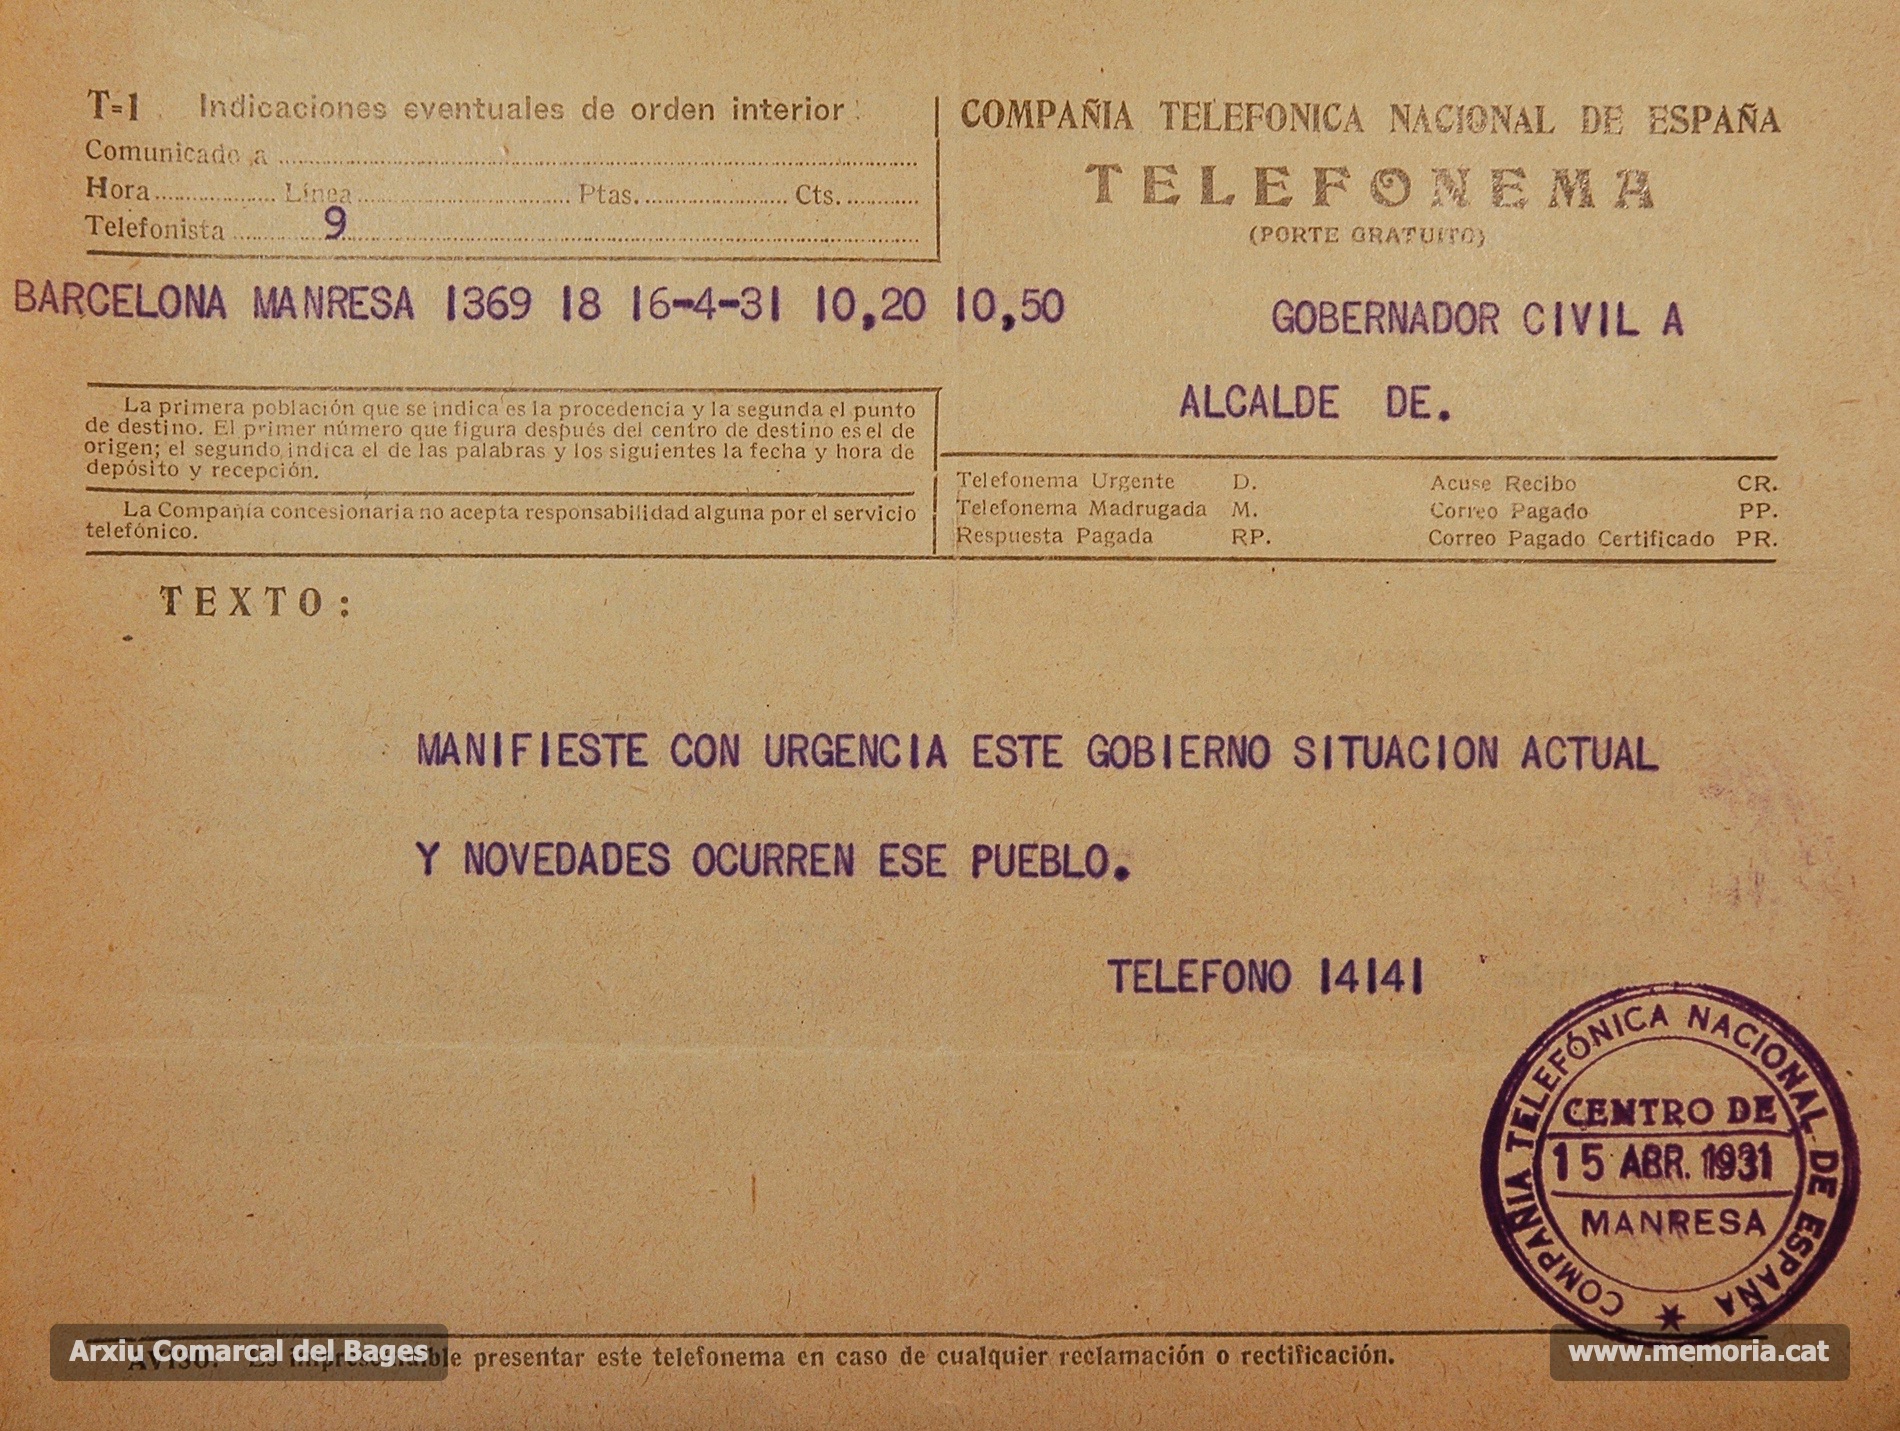 T=1 Indicaciones eventuales de orden interior:
Comunicado a
Hora Línea Ptas. Cts.
Telefonista 9
COMPAÑIA TELEFONICA NACIONAL DE ESPAÑA
TELEFONEMA
(PORTE GRATUITO)
BARCELONA MANRESA 1369 18 16-4-31 10,20 10,50
GOBERNADOR CIVIL A
ALCALDE DE.
La primera población que se indica es la procedencia y la segunda el punto
de destino. El primer número que figura después del centro de destino es el de
origen; el segundo indica el de las palabras y los siguientes la fecha y hora de
depósito y recepción.
La Compañía concesionaria no acepta responsabilidad alguna por el servicio
telefónico.
Telefonema Urgente D. Acuse Recibo CR.
Telefonema Madrugada M. Correo Pagado PP.
Respuesta Pagada RP. Correo Pagado Certificado PR.
TEXTO:
MANIFIESTE CON URGENCIA ESTE GOBIERNO SITUACION ACTUAL
Y NOVEDADES OCURREN ESE PUEBLO.
TELEFONO 14141
COMPAÑIA TELEFÓNICA NACIONAL DE ESPAÑA
CENTRO DE
15 ABR. 1931
MANRESA
AVISO: Es imprescindible presentar este telefonema en caso de cualquier reclamación o rectificación.
Arxiu Comarcal del Bages
www.memoria.cat